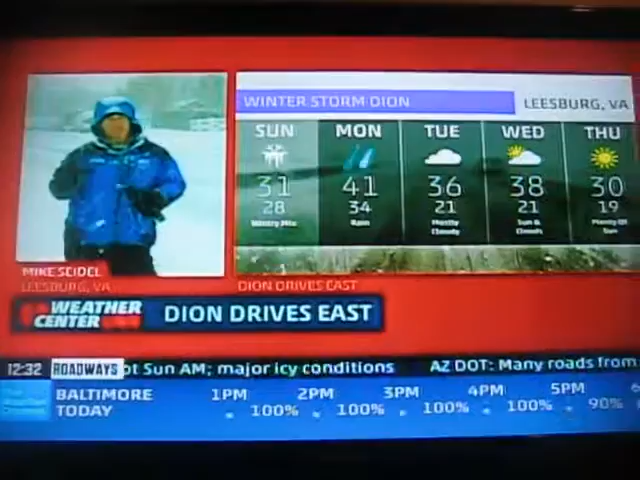 WINTER STORM DION
LEESBURG, VA
SUN MON TUE WED THU
31 41 36 38 30
28 34 21 21 19
Wintry Mix Rain Mostly Cloudy Sun & Clouds Plenty Of Sun
MIKE SEIDEL
LEESBURG, VA
DION DRIVES EAST
WEATHER CENTER
DION DRIVES EAST
12:32 ROADWAYS ot Sun AM; major icy conditions AZ DOT: Many roads from
BALTIMORE 1PM 2PM 3PM 4PM 5PM 6
TODAY 100% 100% 100% 100% 90%